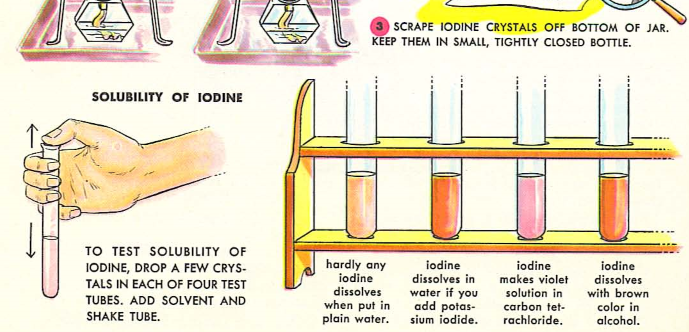 3 SCRAPE IODINE CRYSTALS OFF BOTTOM OF JAR.
KEEP THEM IN SMALL, TIGHTLY CLOSED BOTTLE.
SOLUBILITY OF IODINE
TO TEST SOLUBILITY OF
IODINE, DROP A FEW CRYS-
TALS IN EACH OF FOUR TEST
TUBES. ADD SOLVENT AND
SHAKE TUBE.
hardly any
iodine
dissolves
when put in
plain water.
iodine
dissolves in
water if you
add potas-
sium iodide.
iodine
makes violet
solution in
carbon tet-
rachloride.
iodine
dissolves
with brown
color in
alcohol.